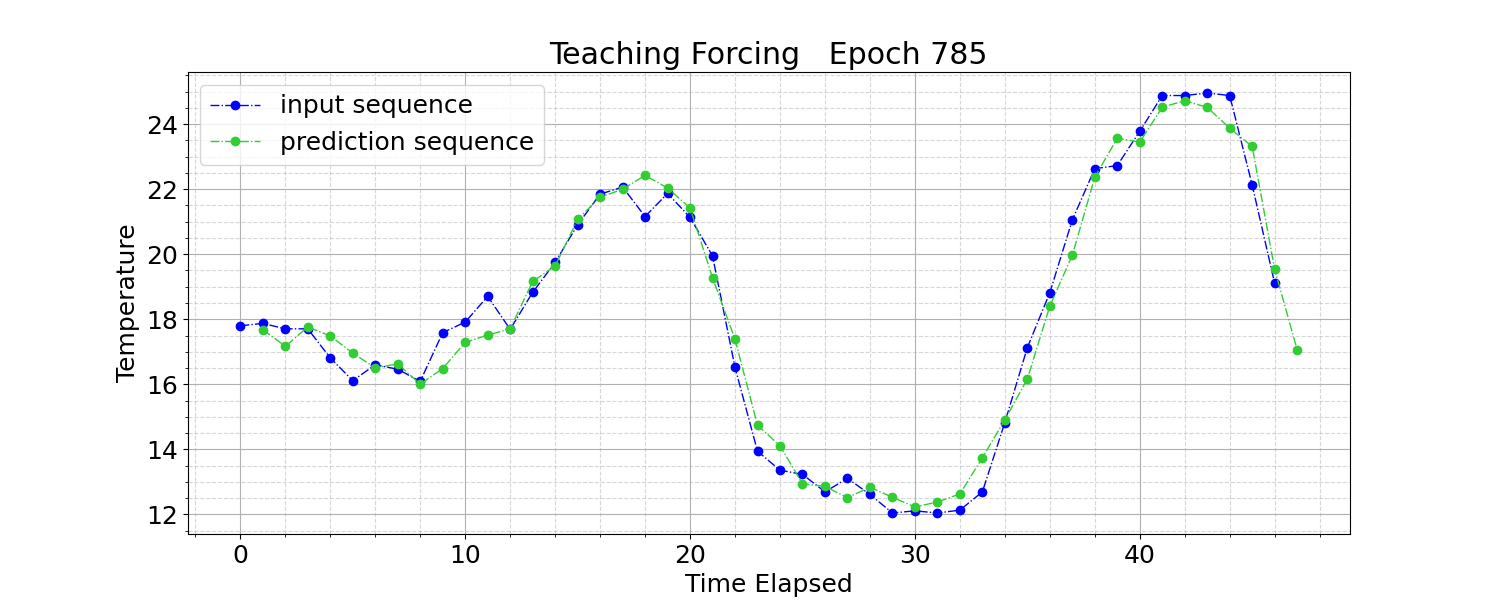 Teaching Forcing   Epoch 785
input sequence
prediction sequence
Temperature
24
22
20
18
16
14
12
0 10 20 30 40
Time Elapsed